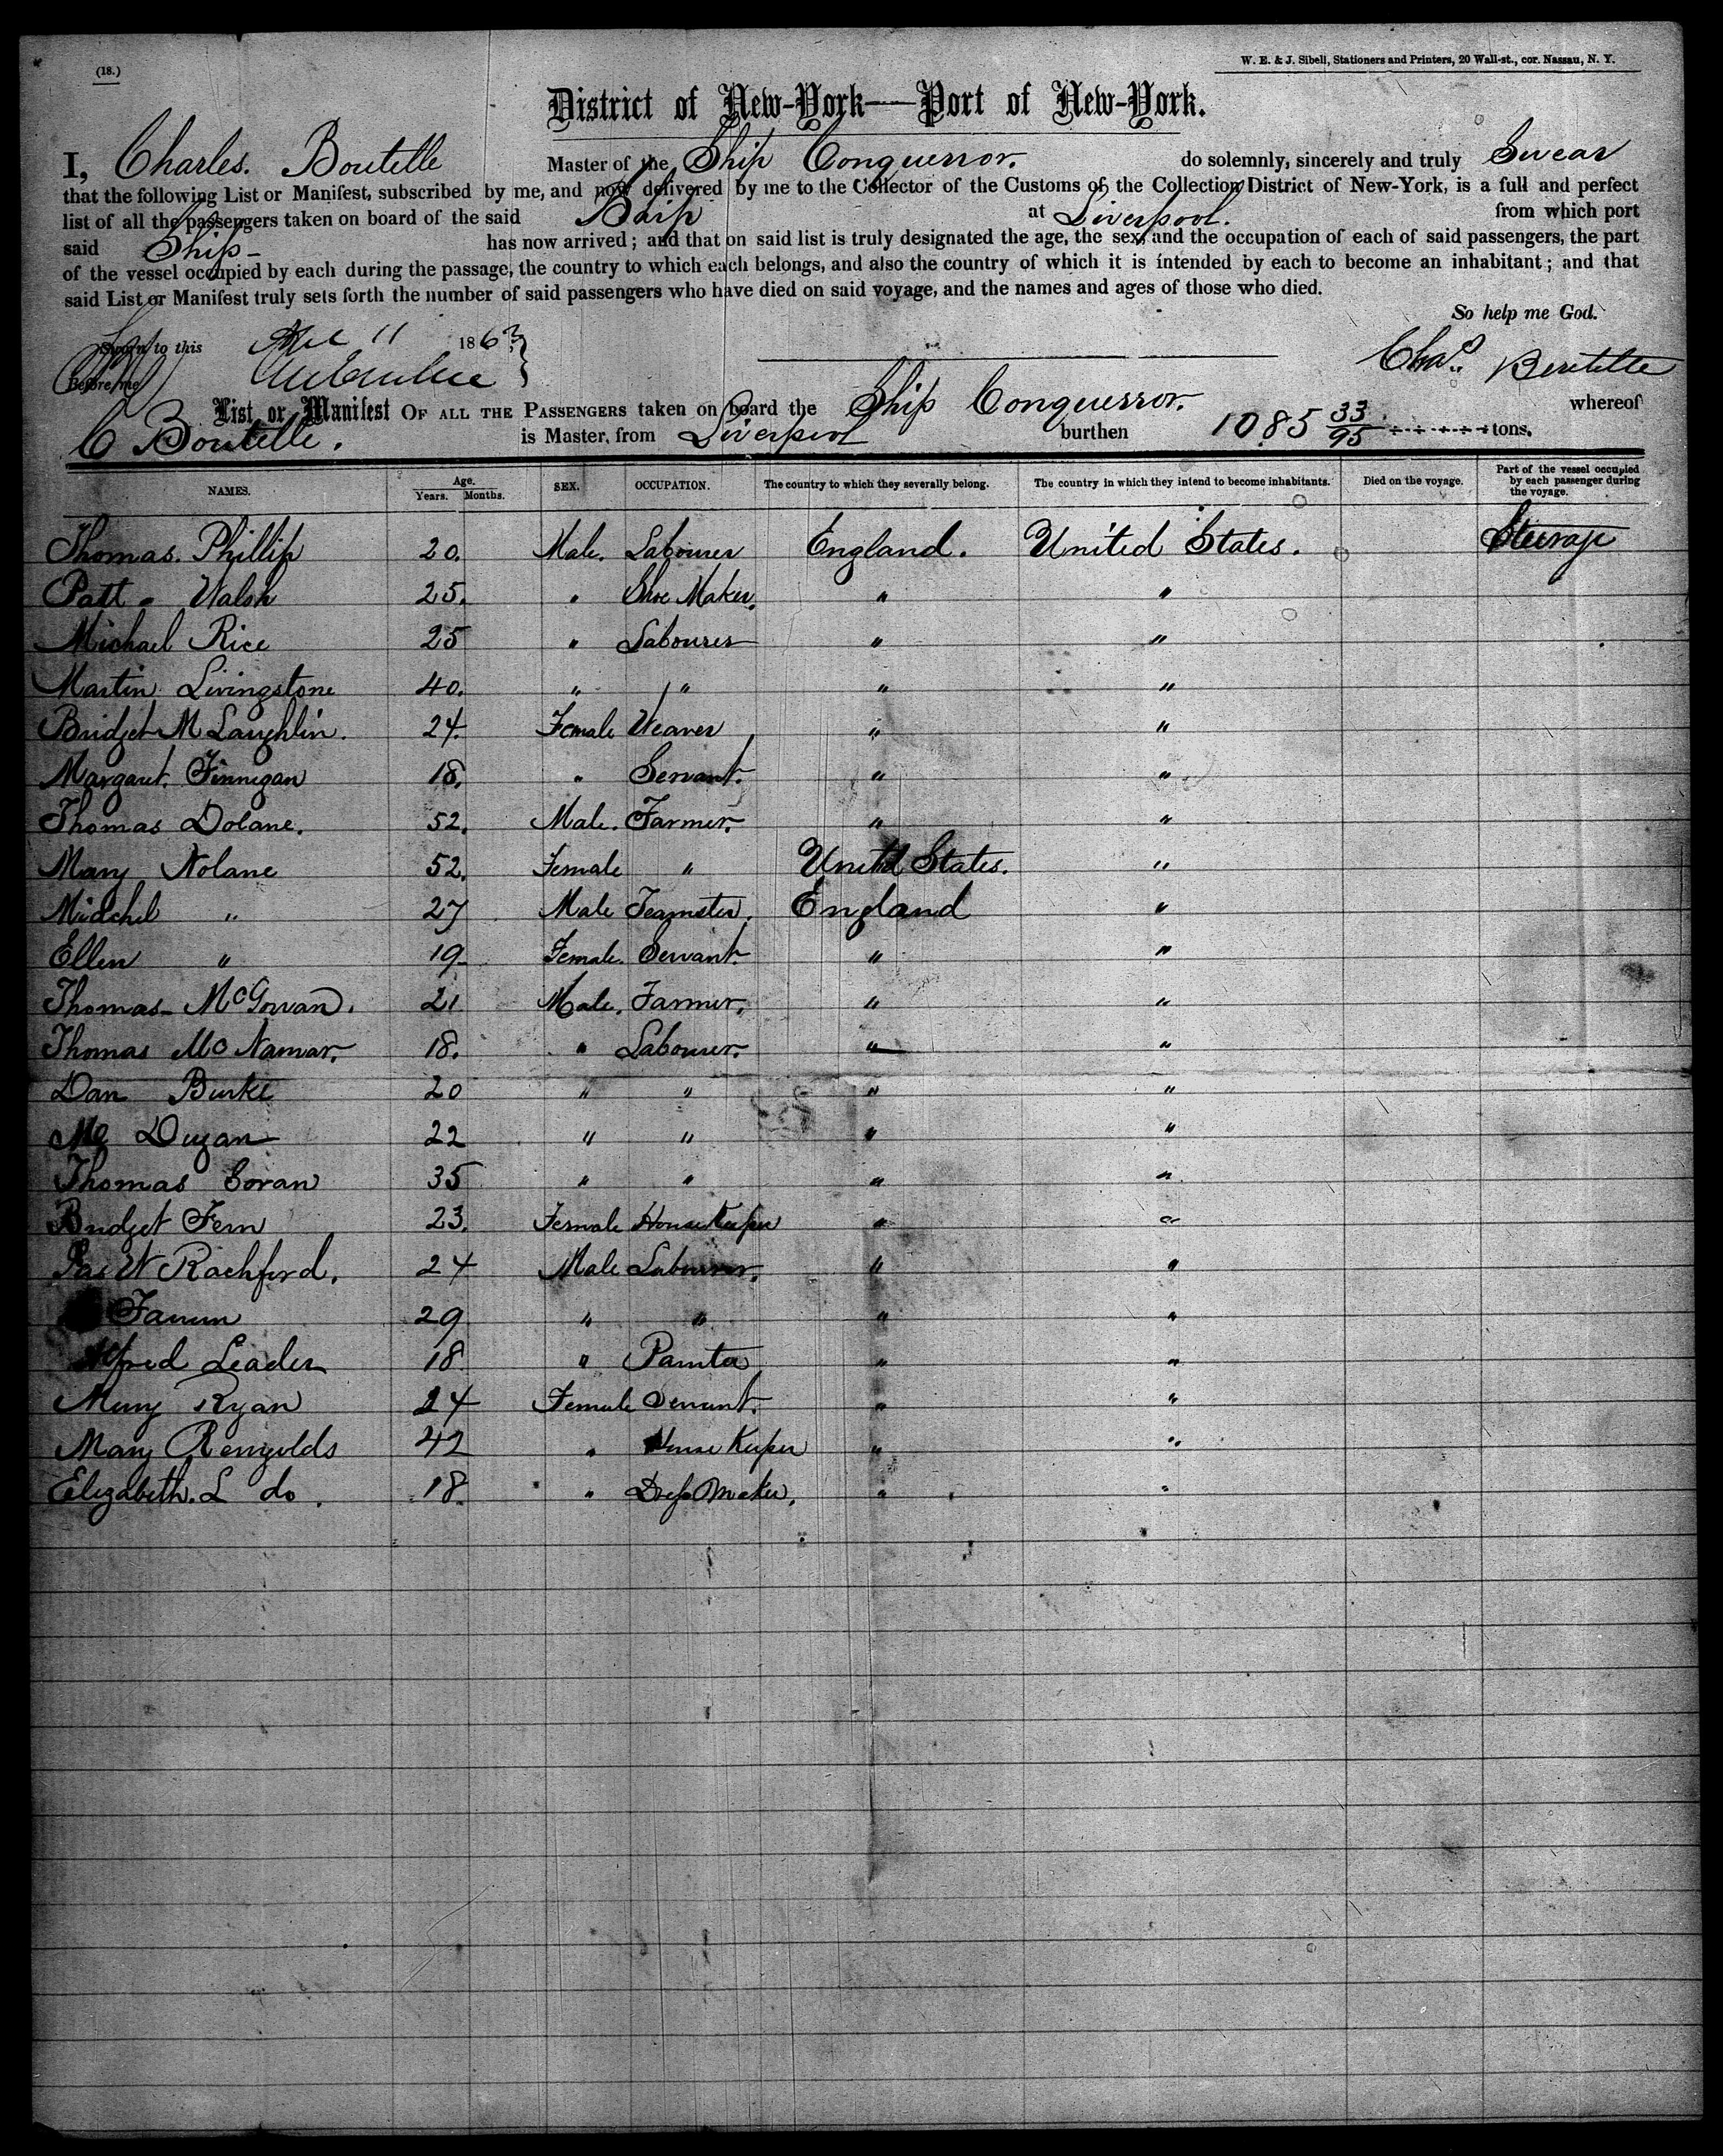 (18.)
W. E. & J. Sibell, Stationers and Printers, 20 Wall-st., cor. Nassau, N. Y.
District of New-York—Port of New-York.
I, Charles. Boutelle Master of the Ship Conquerror. do solemnly, sincerely and truly Swear
that the following List or Manifest, subscribed by me, and now delivered by me to the Collector of the Customs of the Collection District of New-York, is a full and perfect
list of all the passengers taken on board of the said Ship at Liverpool. from which port
said Ship- has now arrived; and that on said list is truly designated the age, the sex, and the occupation of each of said passengers, the part
of the vessel occupied by each during the passage, the country to which each belongs, and also the country of which it is intended by each to become an inhabitant; and that
said List or Manifest truly sets forth the number of said passengers who have died on said voyage, and the names and ages of those who died.
So help me God.
Sworn to this 11 1863
Chas. Boutelle
Before me
List or Manifest OF ALL THE PASSENGERS taken on board the Ship Conquerror. whereof
C Boutelle. is Master, from Liverpool burthen 1085 33/95 tons.
NAMES. Age. Years. Months. SEX. OCCUPATION. The country to which they severally belong. The country in which they intend to become inhabitants. Died on the voyage. Part of the vessel occupied by each passenger during the voyage.
Thomas. Phillip 20. Male. Labourer England. United States. Steerage
Patt Walsh 25. " Shoe Maker. " "
Michael Rice 25 " Labourer " "
Martin Livingstone 40. " " " "
Bridget McLaughlin. 24. Female Weaver " "
Margaret. Finnigan 18. " Servant. " "
Thomas Dolane. 52. Male. Farmer. " "
Mary Nolane 52. Female " United States. "
Midchel " 27 Male Teamster. England "
Ellen " 19 Female. Servant. " "
Thomas McGowan. 21 Male. Farmer. " "
Thomas McNamar. 18. " Labourer. " "
Dan Burke 20 " " " "
Mc Dugan 22 " " " "
Thomas Goran 35 " " " "
Bridget Fern 23. Female House Keeper " "
W Rachford. 24 Male Labourer. " "
29 " " " "
Alfred Leader 18 " Painter " "
Mary Ryan 24 Female Servant. " "
Mary Renyolds 42 " House Keeper " "
Elizabeth. L do. 18. " Dress Maker. " "